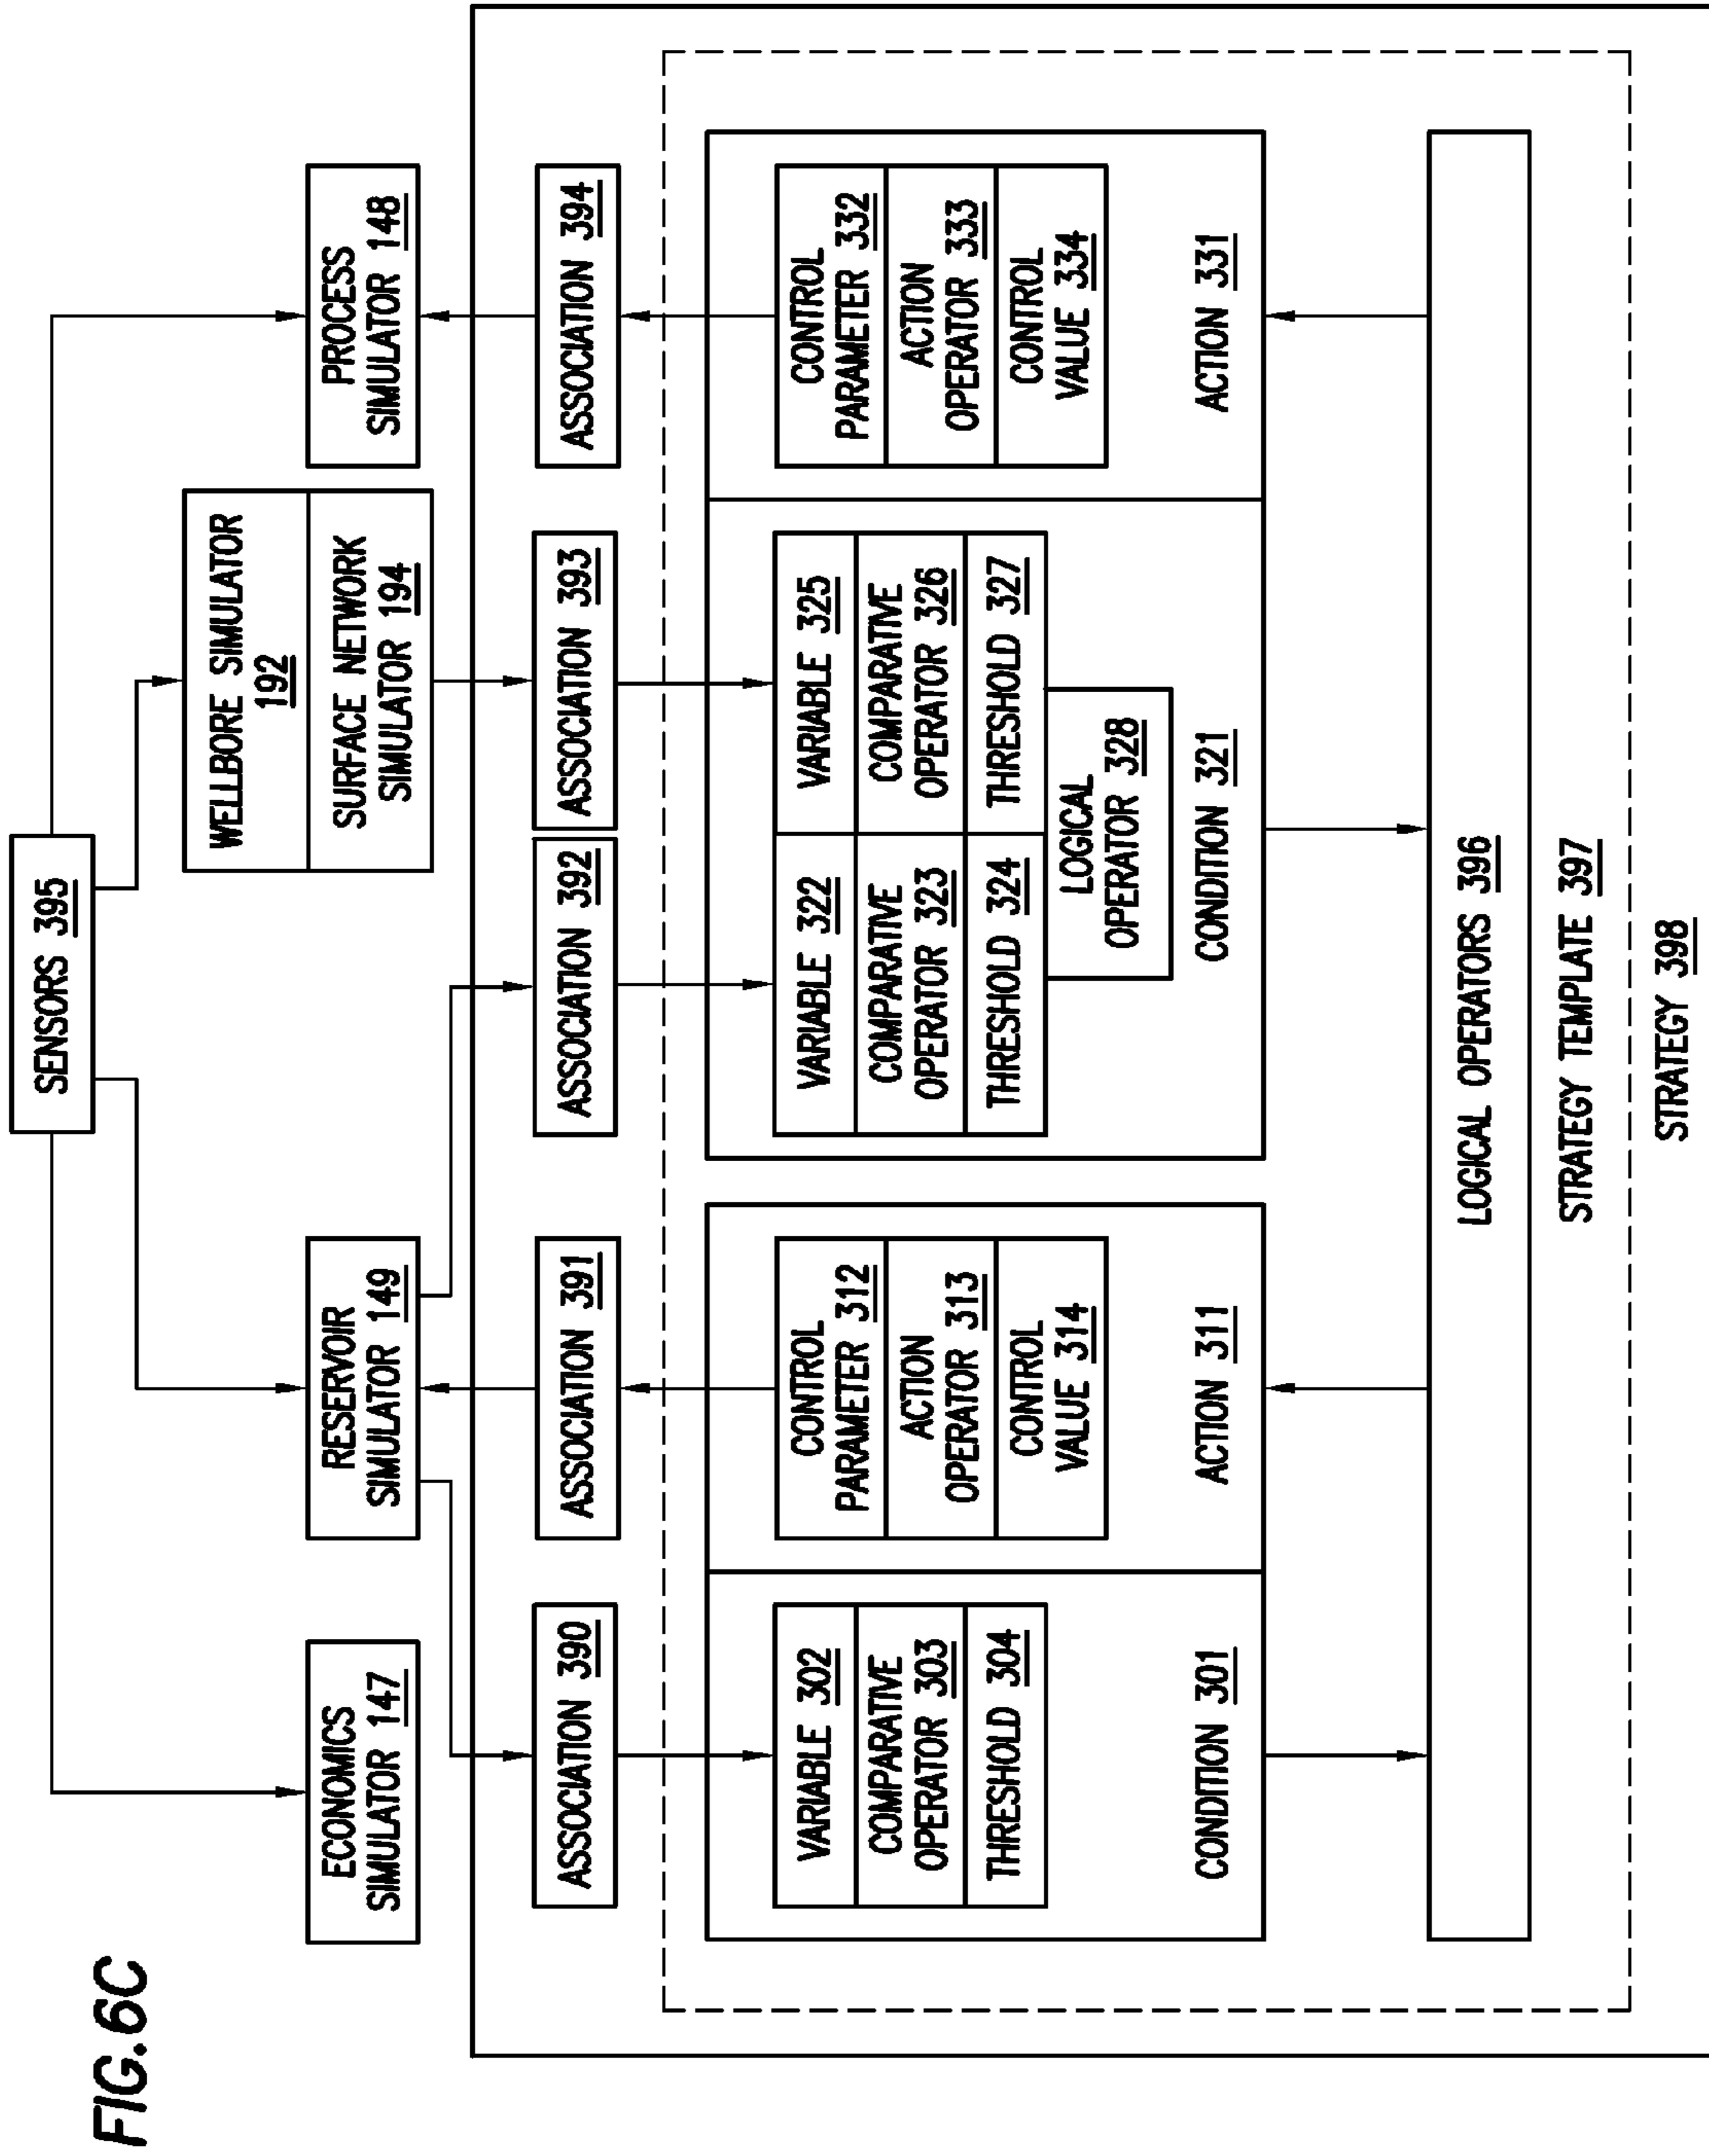 FIG.6C
SENSORS 395
WELLBORE SIMULATOR
192
SURFACE NETWORK
SIMULATOR 194
ECONOMICS
SIMULATOR 147
RESERVOIR
SIMULATOR 149
PROCESS
SIMULATOR 148
ASSOCIATION 390
ASSOCIATION 391
ASSOCIATION 392
ASSOCIATION 393
ASSOCIATION 394
VARIABLE 302
COMPARATIVE
OPERATOR 303
THRESHOLD 304
CONDITION 301
CONTROL
PARAMETER 312
ACTION
OPERATOR 313
CONTROL
VALUE 314
ACTION 311
VARIABLE 322
COMPARATIVE
OPERATOR 323
THRESHOLD 324
VARIABLE 325
COMPARATIVE
OPERATOR 326
THRESHOLD 327
LOGICAL
OPERATOR 328
CONDITION 321
CONTROL
PARAMETER 332
ACTION
OPERATOR 333
CONTROL
VALUE 334
ACTION 331
LOGICAL OPERATORS 396
STRATEGY TEMPLATE 397
STRATEGY 398